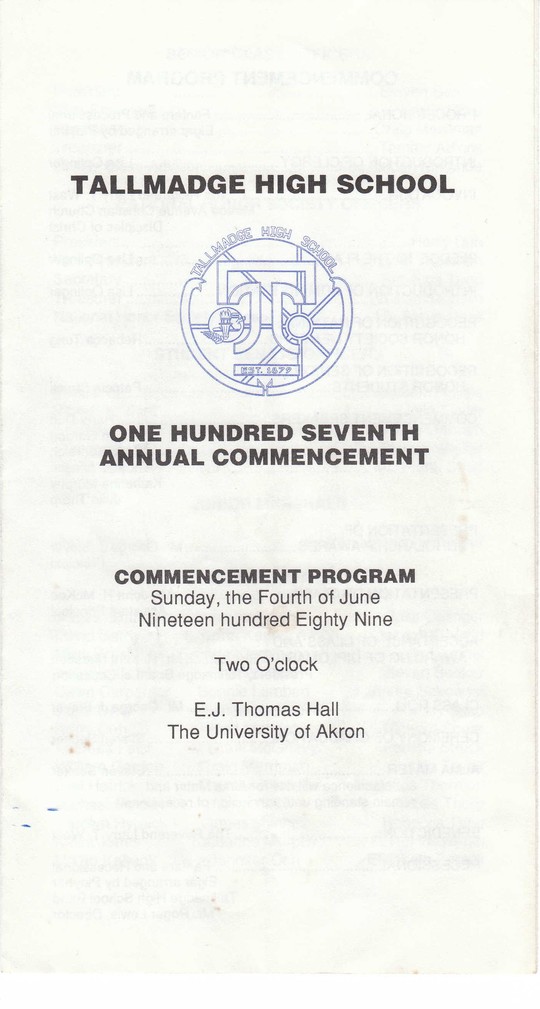 TALLMADGE HIGH SCHOOL
TALLMADGE HIGH SCHOOL
T
EST. 1879
ONE HUNDRED SEVENTH
ANNUAL COMMENCEMENT
COMMENCEMENT PROGRAM
Sunday, the Fourth of June
Nineteen hundred Eighty Nine
Two O'clock
E.J. Thomas Hall
The University of Akron